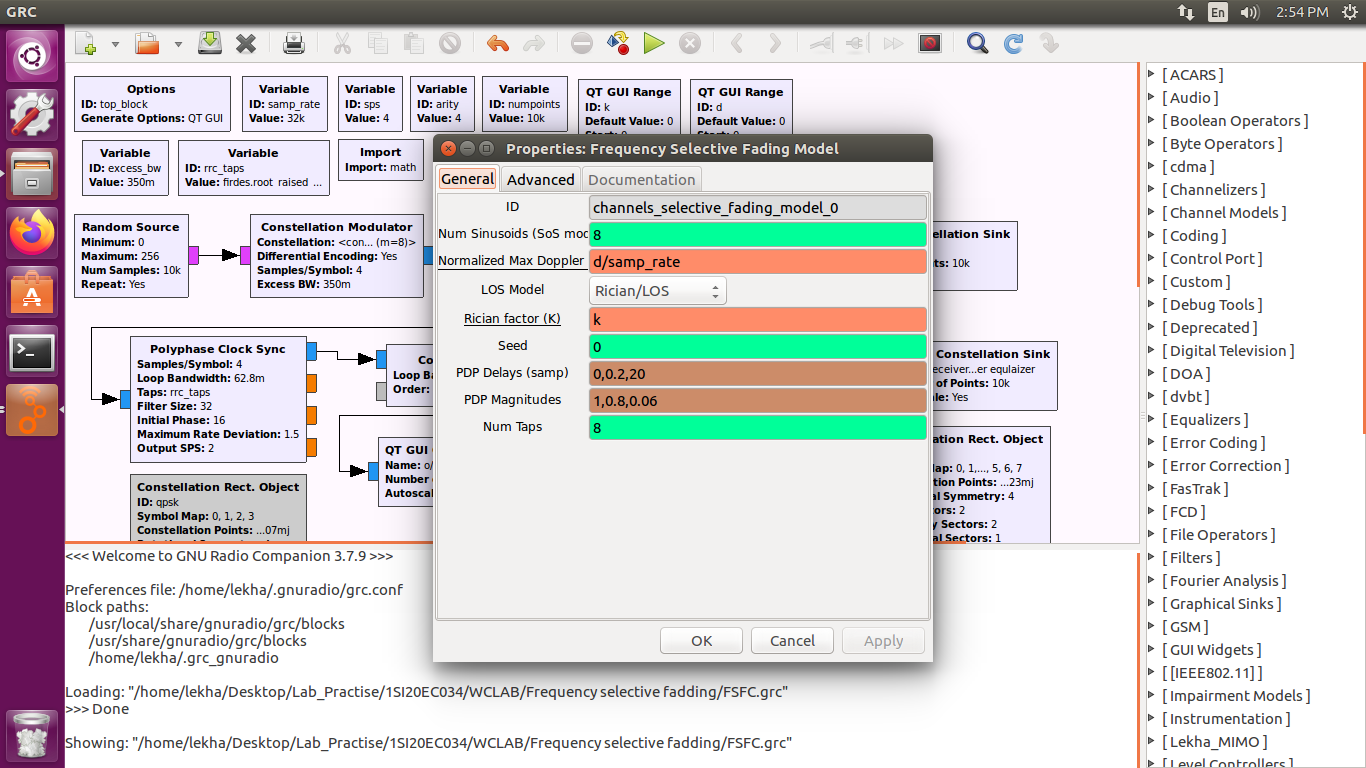 GRC
En
2:54 PM
Options
ID: top_block
Generate Options: QT GUI
Variable
ID: samp_rate
Value: 32k
Variable
ID: sps
Value: 4
Variable
ID: arity
Value: 4
Variable
ID: numpoints
Value: 10k
QT GUI Range
ID: k
Default Value: 0
QT GUI Range
ID: d
Default Value: 0
Variable
ID: excess_bw
Value: 350m
Variable
ID: rrc_taps
Value: firdes.root_raised_...
Import
Import: math
Random Source
Minimum: 0
Maximum: 256
Num Samples: 10k
Repeat: Yes
Constellation Modulator
Constellation: <con... (m=8)>
Differential Encoding: Yes
Samples/Symbol: 4
Excess BW: 350m
ellation Sink
ts: 10k
Polyphase Clock Sync
Samples/Symbol: 4
Loop Bandwidth: 62.8m
Taps: rrc_taps
Filter Size: 32
Initial Phase: 16
Maximum Rate Deviation: 1.5
Output SPS: 2
Co
Loop Ba
Order:
QT GUI
Name: o/
Number
Autoscal
Constellation Sink
eceiver...er equlaizer
of Points: 10k
ale: Yes
Constellation Rect. Object
ID: qpsk
Symbol Map: 0, 1, 2, 3
Constellation Points: ...07mj
ation Rect. Object
Map: 0, 1,..., 5, 6, 7
tion Points: ...23mj
al Symmetry: 4
tors: 2
y Sectors: 2
al Sectors: 1
Properties: Frequency Selective Fading Model
General
Advanced
Documentation
ID
channels_selective_fading_model_0
Num Sinusoids (SoS mod
8
Normalized Max Doppler
d/samp_rate
LOS Model
Rician/LOS
Rician factor (K)
k
Seed
0
PDP Delays (samp)
0,0.2,20
PDP Magnitudes
1,0.8,0.06
Num Taps
8
OK
Cancel
Apply
<<< Welcome to GNU Radio Companion 3.7.9 >>>
Preferences file: /home/lekha/.gnuradio/grc.conf
Block paths:
/usr/local/share/gnuradio/grc/blocks
/usr/share/gnuradio/grc/blocks
/home/lekha/.grc_gnuradio
Loading: "/home/lekha/Desktop/Lab_Practise/1SI20EC034/WCLAB/Frequency selective fadding/FSFC.grc"
>>> Done
Showing: "/home/lekha/Desktop/Lab_Practise/1SI20EC034/WCLAB/Frequency selective fadding/FSFC.grc"
[ ACARS ]
[ Audio ]
[ Boolean Operators ]
[ Byte Operators ]
[ cdma ]
[ Channelizers ]
[ Channel Models ]
[ Coding ]
[ Control Port ]
[ Custom ]
[ Debug Tools ]
[ Deprecated ]
[ Digital Television ]
[ DOA ]
[ dvbt ]
[ Equalizers ]
[ Error Coding ]
[ Error Correction ]
[ FasTrak ]
[ FCD ]
[ File Operators ]
[ Filters ]
[ Fourier Analysis ]
[ Graphical Sinks ]
[ GSM ]
[ GUI Widgets ]
[ [IEEE802.11] ]
[ Impairment Models ]
[ Instrumentation ]
[ Lekha_MIMO ]
[ Level Controllers ]